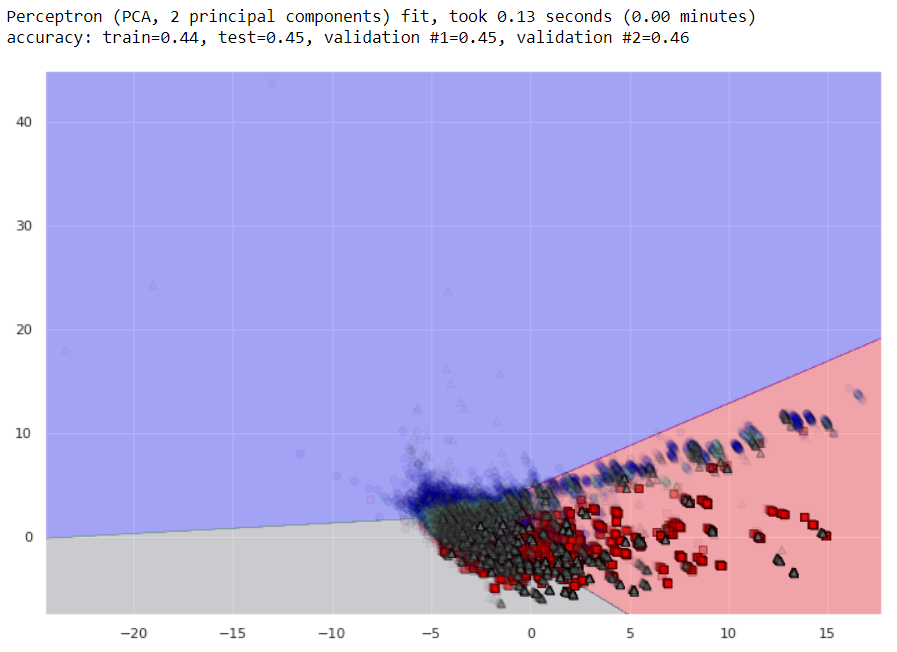 Perceptron (PCA, 2 principal components) fit, took 0.13 seconds (0.00 minutes)
accuracy: train=0.44, test=0.45, validation #1=0.45, validation #2=0.46
40
30
20
10
0
−20 −15 −10 −5 0 5 10 15